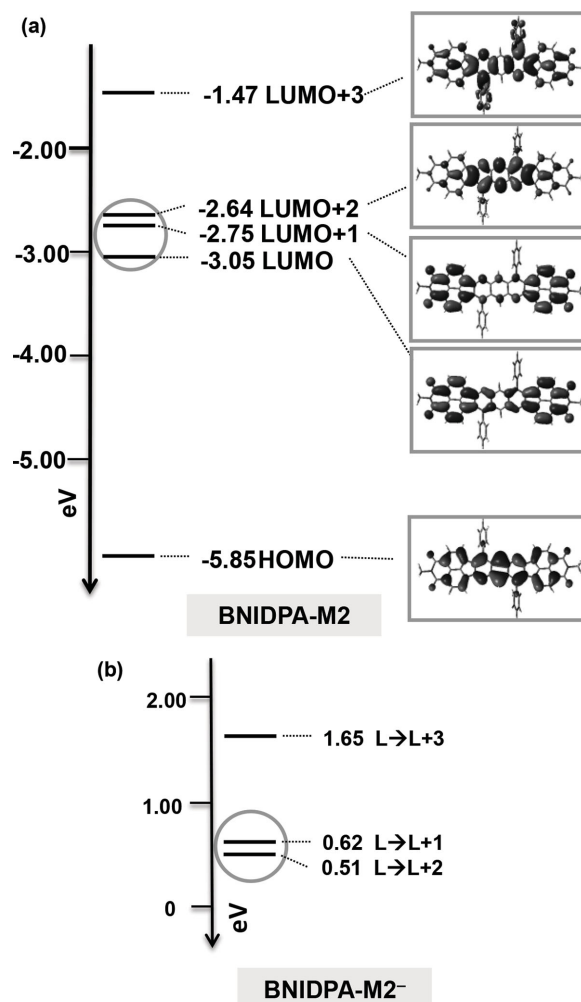 (a)
-1.47 LUMO+3
-2.00
-2.64 LUMO+2
-2.75 LUMO+1
-3.00
-3.05 LUMO
-4.00
-5.00
eV
-5.85HOMO
BNIDPA-M2
(b)
2.00
1.65 L→L+3
1.00
0.62 L→L+1
0.51 L→L+2
0
eV
BNIDPA-M2⁻